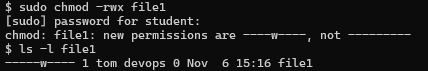 $ sudo chmod -rwx file1
[sudo] password for student:
chmod: file1: new permissions are ----w----, not ---------
$ ls -l file1
-----w---- 1 tom devops 0 Nov  6 15:16 file1